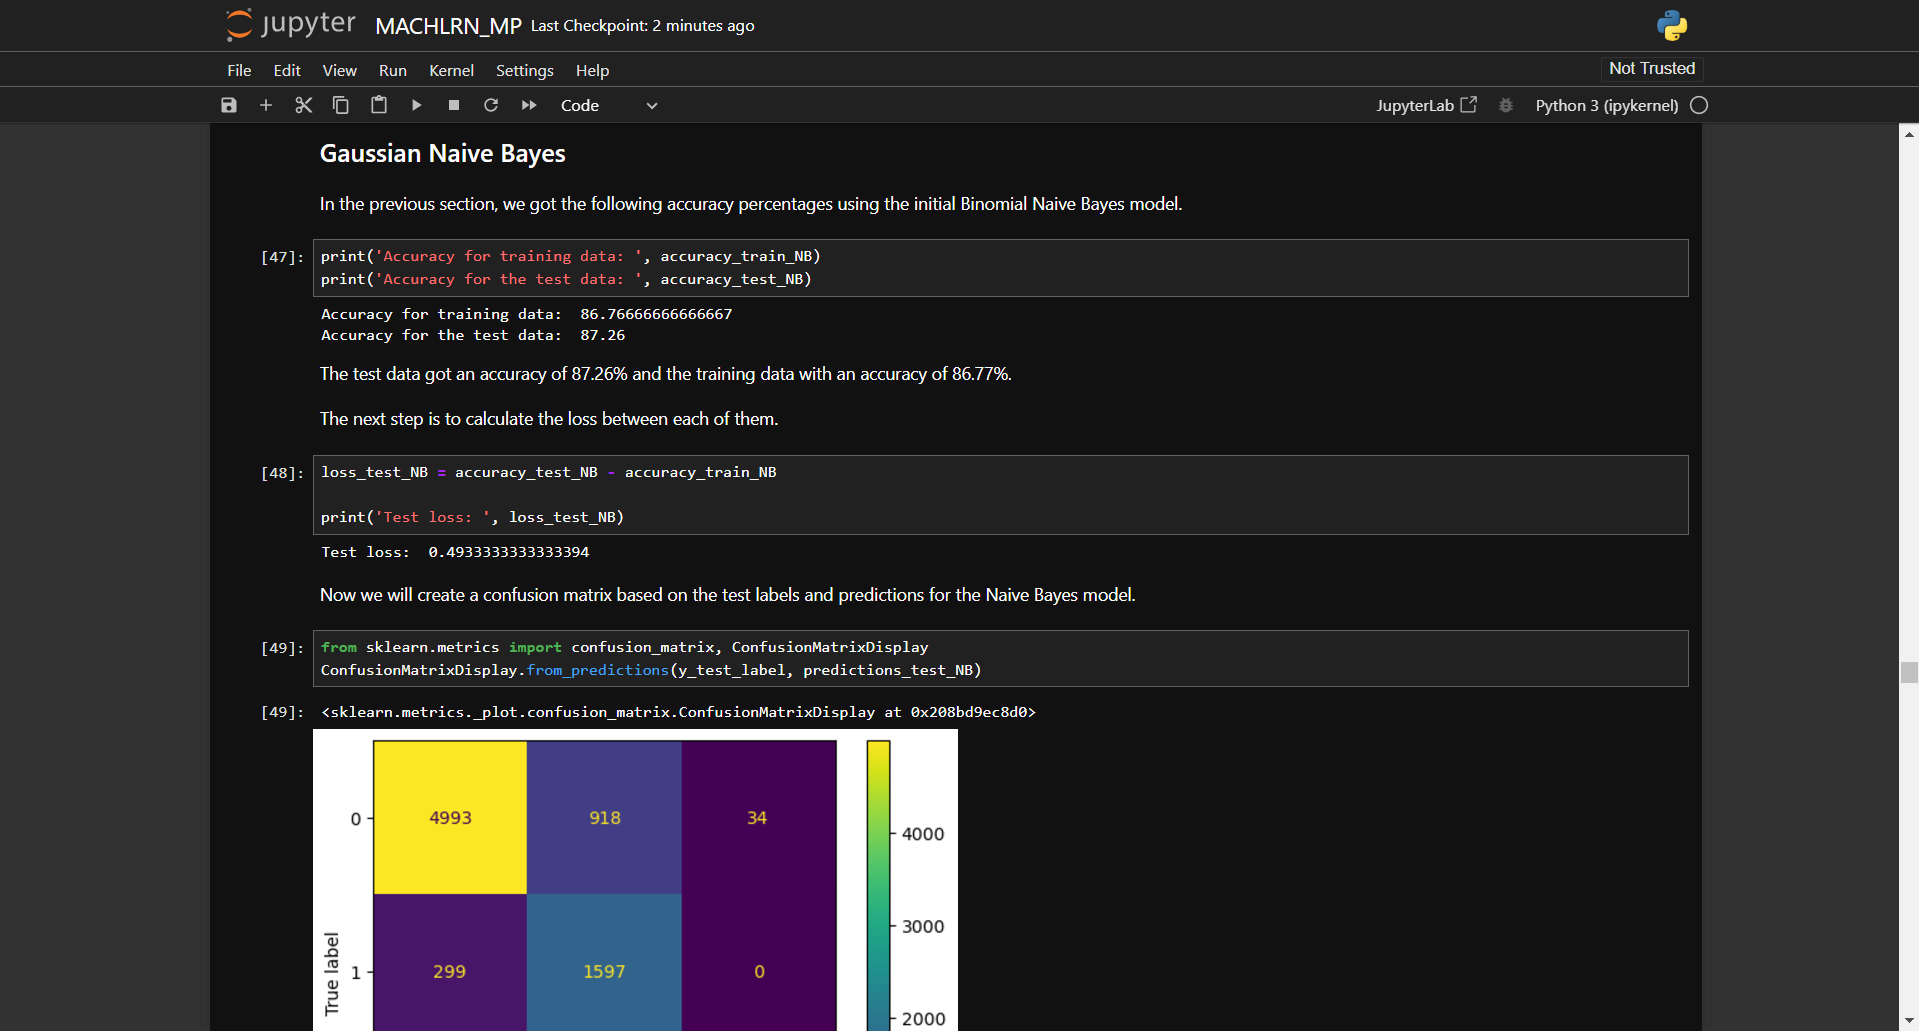 jupyter MACHLRN_MP Last Checkpoint: 2 minutes ago
File Edit View Run Kernel Settings Help Not Trusted
Code JupyterLab Python 3 (ipykernel)
Gaussian Naive Bayes
In the previous section, we got the following accuracy percentages using the initial Binomial Naive Bayes model.
[47]: print('Accuracy for training data: ', accuracy_train_NB)
print('Accuracy for the test data: ', accuracy_test_NB)
Accuracy for training data:  86.76666666666667
Accuracy for the test data:  87.26
The test data got an accuracy of 87.26% and the training data with an accuracy of 86.77%.
The next step is to calculate the loss between each of them.
[48]: loss_test_NB = accuracy_test_NB - accuracy_train_NB
print('Test loss: ', loss_test_NB)
Test loss:  0.4933333333333394
Now we will create a confusion matrix based on the test labels and predictions for the Naive Bayes model.
[49]: from sklearn.metrics import confusion_matrix, ConfusionMatrixDisplay
ConfusionMatrixDisplay.from_predictions(y_test_label, predictions_test_NB)
[49]: <sklearn.metrics._plot.confusion_matrix.ConfusionMatrixDisplay at 0x208bd9ec8d0>
0 4993 918 34
4000
3000
True label
1 299 1597 0
2000